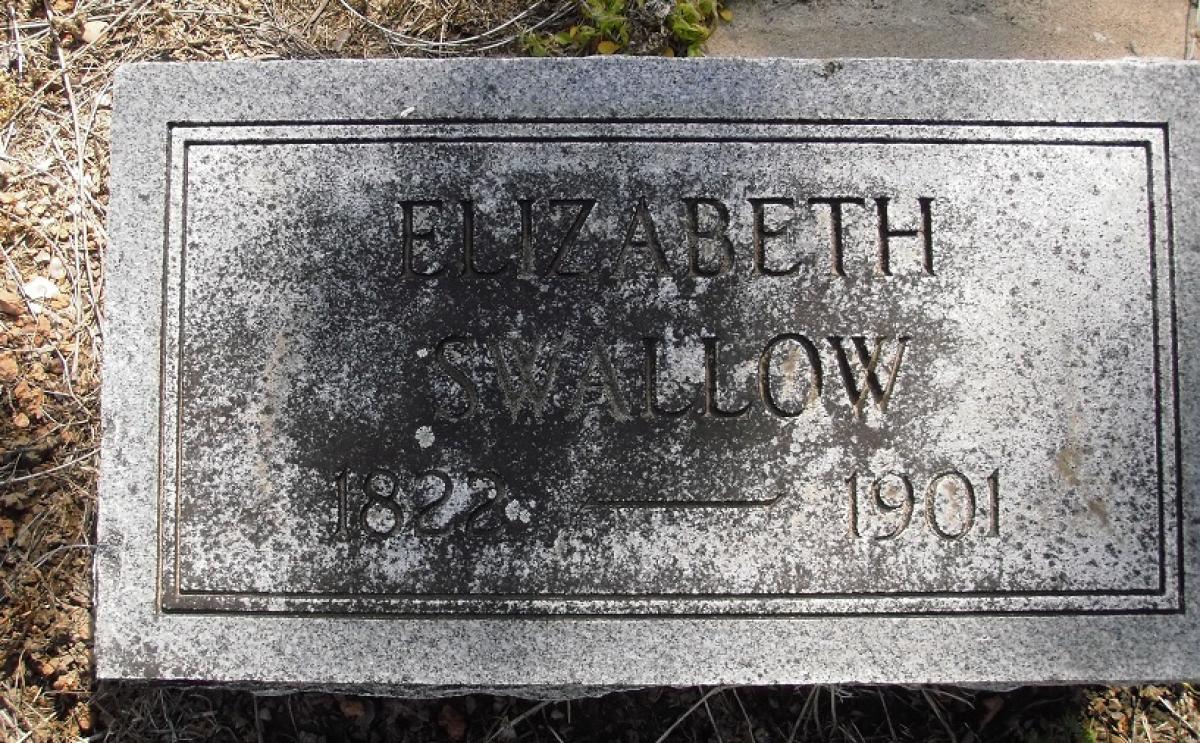 ELIZABETH
SWALLOW
1822 — 1901